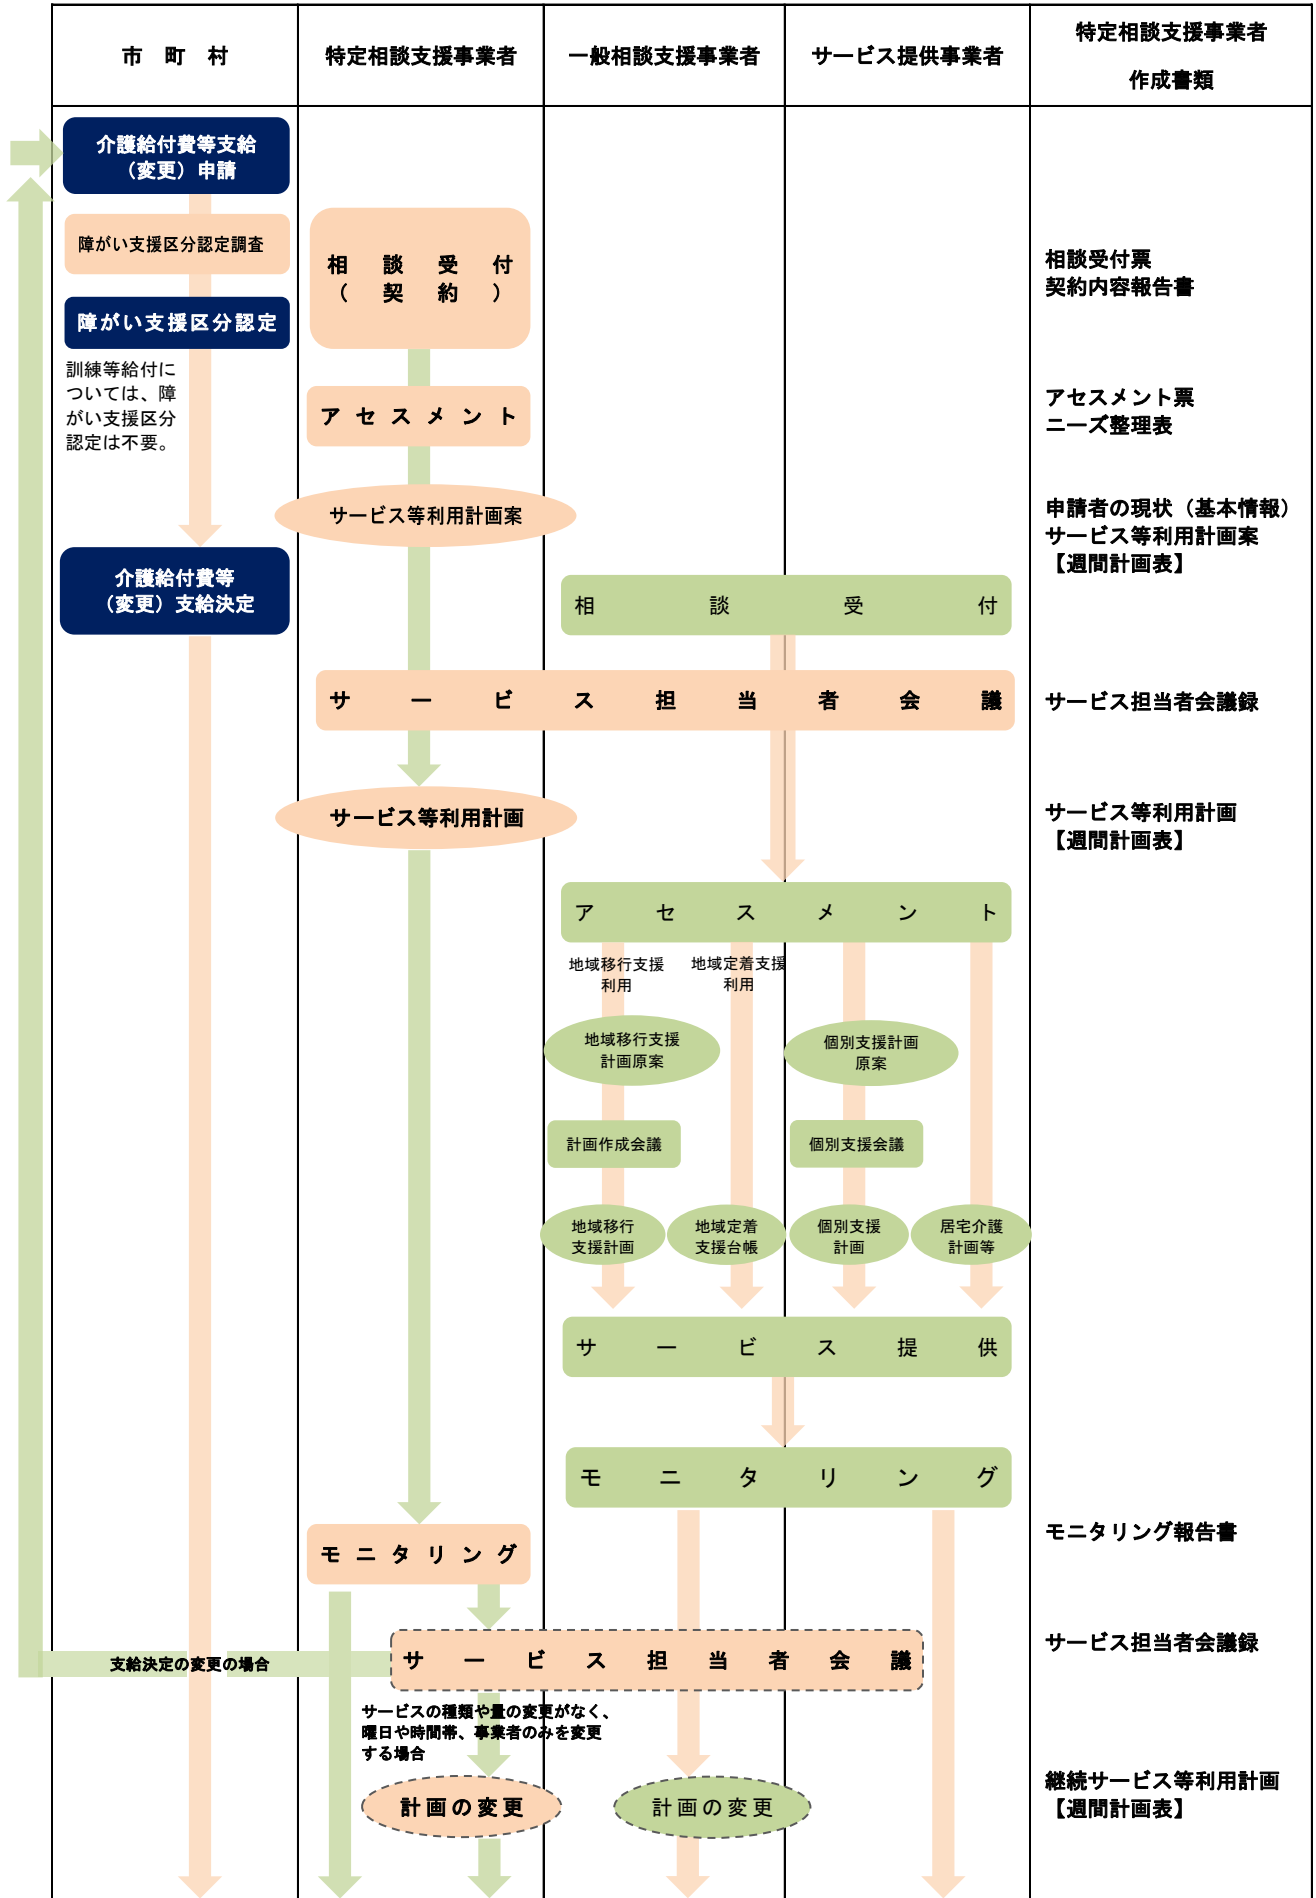 市　町　村
特定相談支援事業者
一般相談支援事業者
サービス提供事業者
特定相談支援事業者
作成書類
介護給付費等支給
（変更）申請
障がい支援区分認定調査
相談受付
（契約）
相談受付票
契約内容報告書
障がい支援区分認定
訓練等給付に
ついては、障
がい支援区分
認定は不要。
アセスメント
アセスメント票
ニーズ整理表
サービス等利用計画案
申請者の現状（基本情報）
サービス等利用計画案
【週間計画表】
介護給付費等
（変更）支給決定
相談受付
サービス担当者会議
サービス担当者会議録
サービス等利用計画
サービス等利用計画
【週間計画表】
アセスメント
地域移行支援
利用
地域定着支援
利用
地域移行支援
計画原案
個別支援計画
原案
計画作成会議
個別支援会議
地域移行
支援計画
地域定着
支援台帳
個別支援
計画
居宅介護
計画等
サービス提供
モニタリング
モニタリング
モニタリング報告書
サービス担当者会議
サービス担当者会議録
支給決定の変更の場合
サービスの種類や量の変更がなく、
曜日や時間帯、事業者のみを変更
する場合
計画の変更
計画の変更
継続サービス等利用計画
【週間計画表】